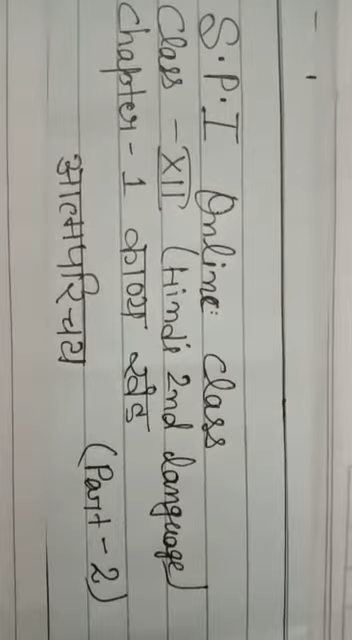 S.P.I Online class
Class - XII (Hindi 2nd Language)
Chapter - 1 काव्य खंड
आत्मपरिचय (Part - 2)